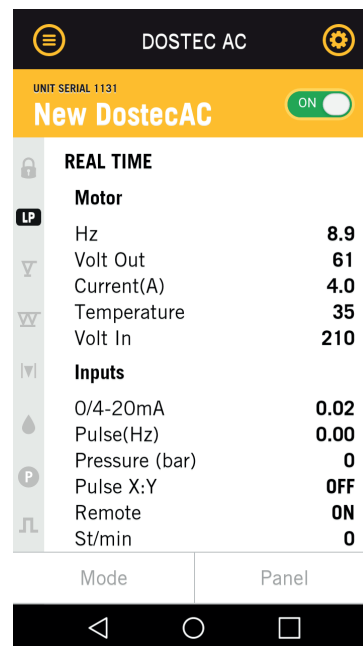 DOSTEC AC
UNIT SERIAL 1131
New DostecAC
ON
REAL TIME
Motor
LP
Hz 8.9
Volt Out 61
Current(A) 4.0
Temperature 35
Volt In 210
Inputs
0/4-20mA 0.02
Pulse(Hz) 0.00
Pressure (bar) 0
P
Pulse X:Y OFF
Remote ON
St/min 0
Mode Panel